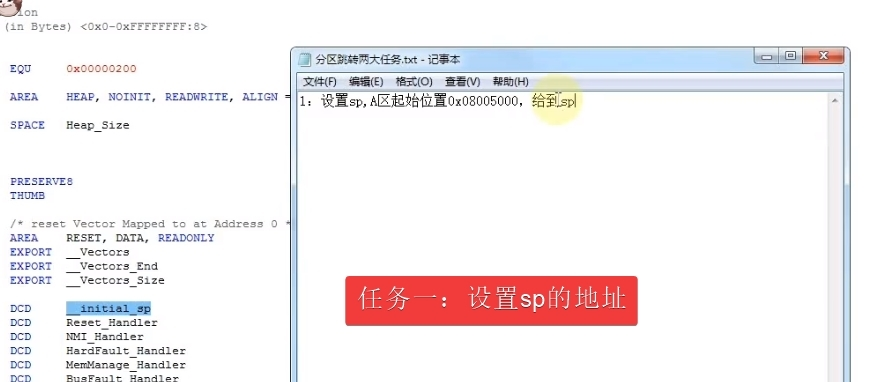 (in Bytes) <0x0-0xFFFFFFFF:8>
EQU 0x00000200
AREA HEAP, NOINIT, READWRITE, ALIGN =
SPACE Heap_Size
PRESERVE8
THUMB
/* reset Vector Mapped to at Address 0 *
AREA RESET, DATA, READONLY
EXPORT __Vectors
EXPORT __Vectors_End
EXPORT __Vectors_Size
DCD __initial_sp
DCD Reset_Handler
DCD NMI_Handler
DCD HardFault_Handler
DCD MemManage_Handler
DCD BusFault_Handler
分区跳转两大任务.txt - 记事本
文件(F) 编辑(E) 格式(O) 查看(V) 帮助(H)
1：设置sp,A区起始位置0x08005000，给到sp
任务一：设置sp的地址